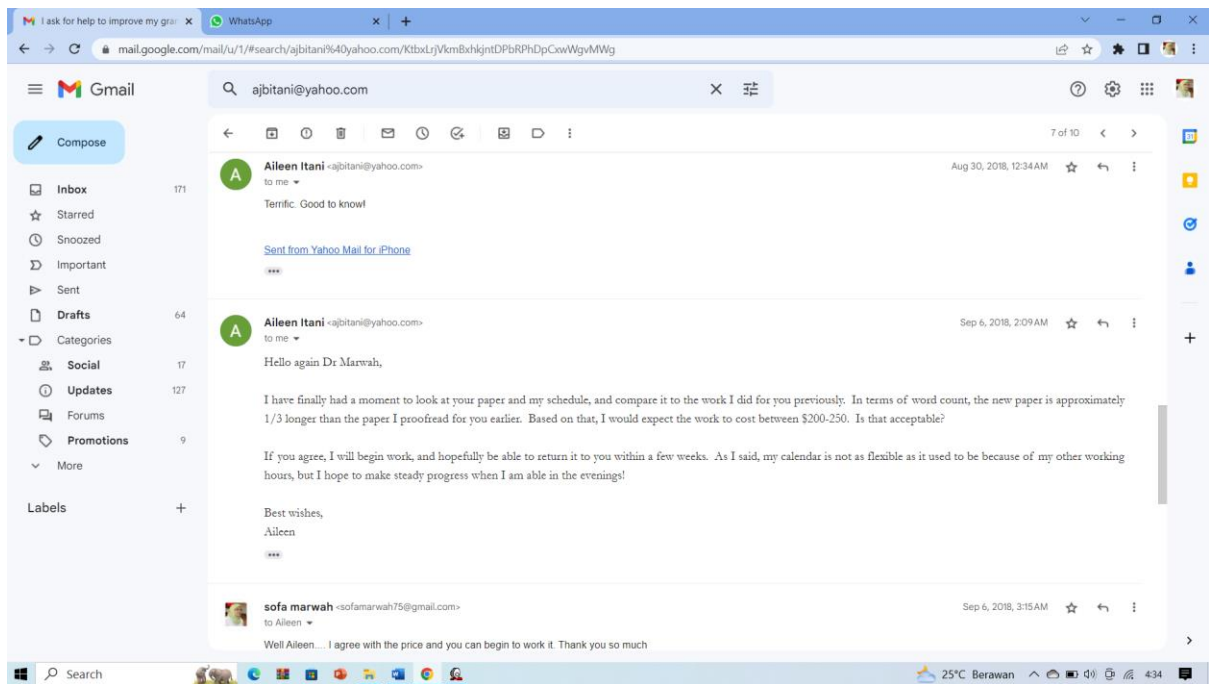 I ask for help to improve my gran
WhatsApp
mail.google.com/mail/u/1/#search/ajbitani%40yahoo.com/KtbxLrjVkmBxhkjntDPbRPhDpCxwWgvMWg
Gmail
ajbitani@yahoo.com
Compose
7 of 10
Inbox 171
Starred
Snoozed
Important
Sent
Drafts 64
Categories
Social 17
Updates 127
Forums
Promotions 9
More
Labels
Aileen Itani <ajbitani@yahoo.com> Aug 30, 2018, 12:34 AM
to me
Terrific. Good to know!
Sent from Yahoo Mail for iPhone
Aileen Itani <ajbitani@yahoo.com> Sep 6, 2018, 2:09 AM
to me
Hello again Dr Marwah,
I have finally had a moment to look at your paper and my schedule, and compare it to the work I did for you previously. In terms of word count, the new paper is approximately
1/3 longer than the paper I proofread for you earlier. Based on that, I would expect the work to cost between $200-250. Is that acceptable?
If you agree, I will begin work, and hopefully be able to return it to you within a few weeks. As I said, my calendar is not as flexible as it used to be because of my other working
hours, but I hope to make steady progress when I am able in the evenings!
Best wishes,
Aileen
sofa marwah <sofamarwah75@gmail.com> Sep 6, 2018, 3:15 AM
to Aileen
Well Aileen.... I agree with the price and you can begin to work it. Thank you so much
Search
25°C Berawan
4:34